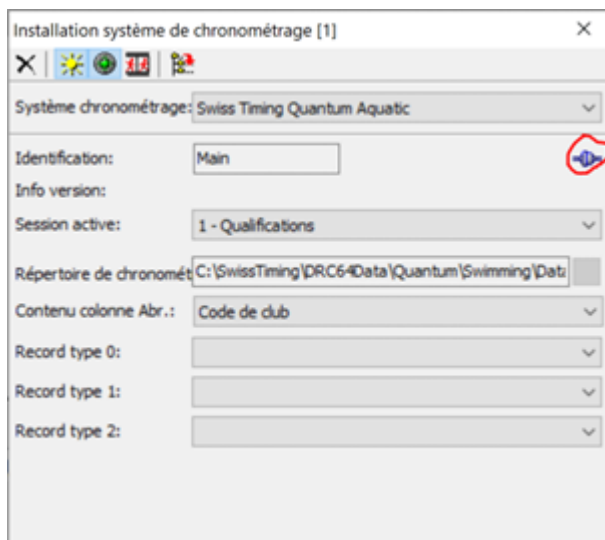 Installation système de chronométrage [1]
Système chronométrage: Swiss Timing Quantum Aquatic
Identification: Main
Info version:
Session active: 1 - Qualifications
Répertoire de chronomét C:\SwissTiming\DRC64Data\Quantum\Swimming\Data
Contenu colonne Abr.: Code de club
Record type 0:
Record type 1:
Record type 2: